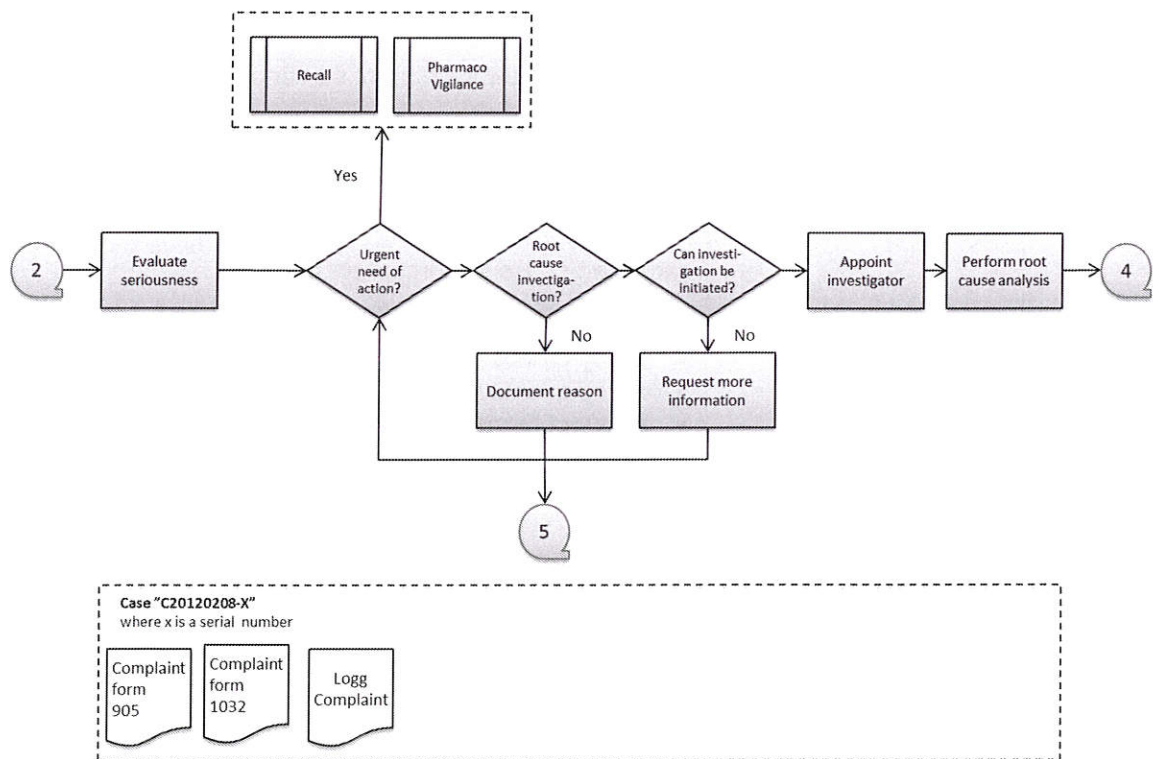 Recall
Pharmaco
Vigilance
Yes
2
Evaluate
seriousness
Urgent
need of
action?
Root
cause
invectiga-
tion?
Can investi-
gation be
initiated?
Appoint
investigator
Perform root
cause analysis
4
No
No
Document reason
Request more
information
5
Case "C20120208-X"
where x is a serial number
Complaint
form
905
Complaint
form
1032
Logg
Complaint